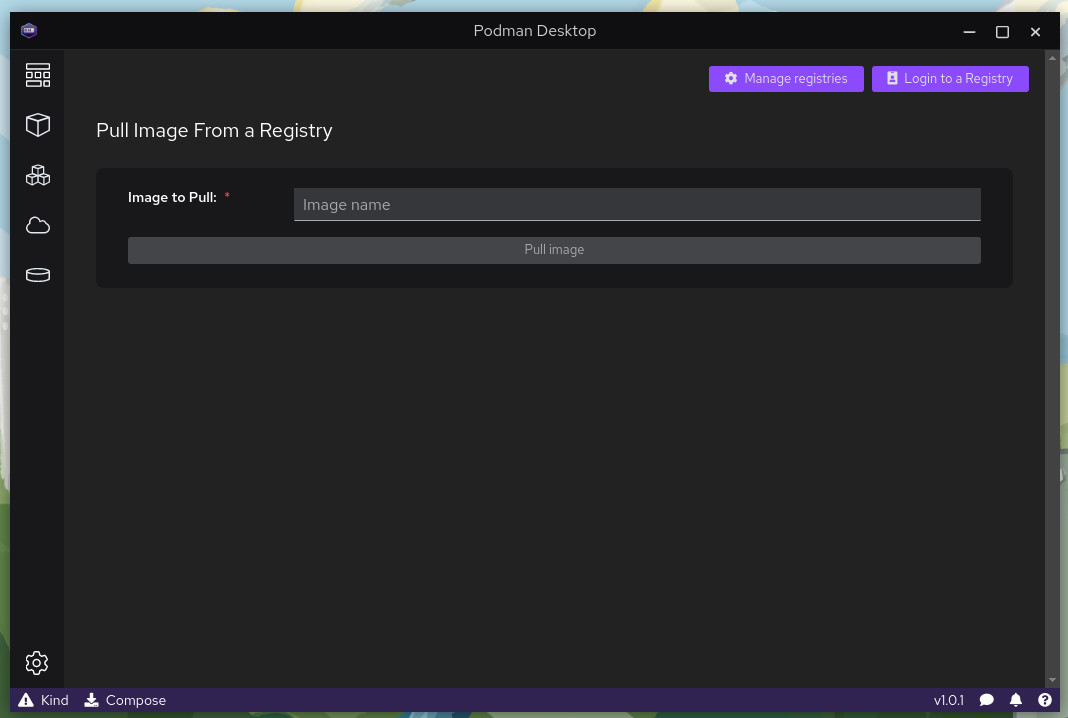 Podman Desktop
Manage registries
Login to a Registry
Pull Image From a Registry
Image to Pull: *
Image name
Pull image
Kind
Compose
v1.0.1